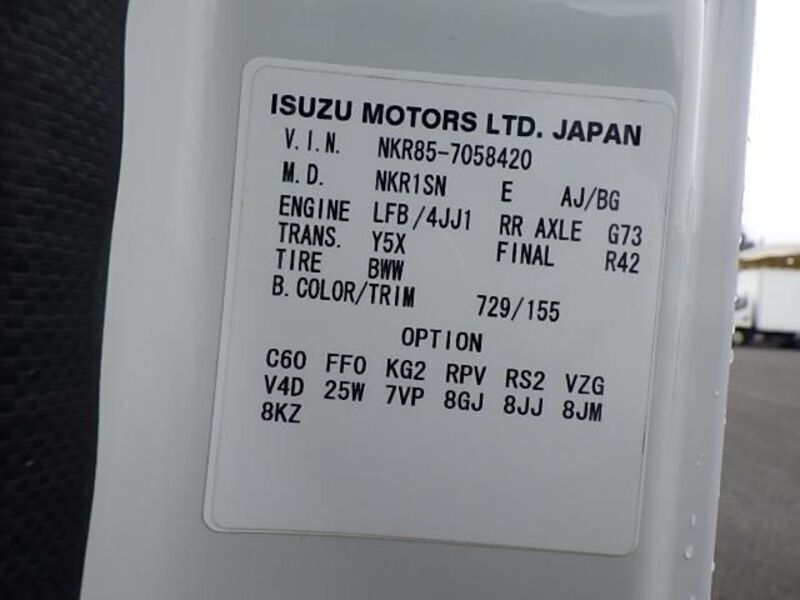 ISUZU MOTORS LTD. JAPAN
V.I.N. NKR85-7058420
M.D. NKR1SN E AJ/BG
ENGINE LFB/4JJ1 RR AXLE G73
TRANS. Y5X FINAL R42
TIRE BWW
B.COLOR/TRIM 729/155
OPTION
C60 FF0 KG2 RPV RS2 VZG
V4D 25W 7VP 8GJ 8JJ 8JM
8KZ